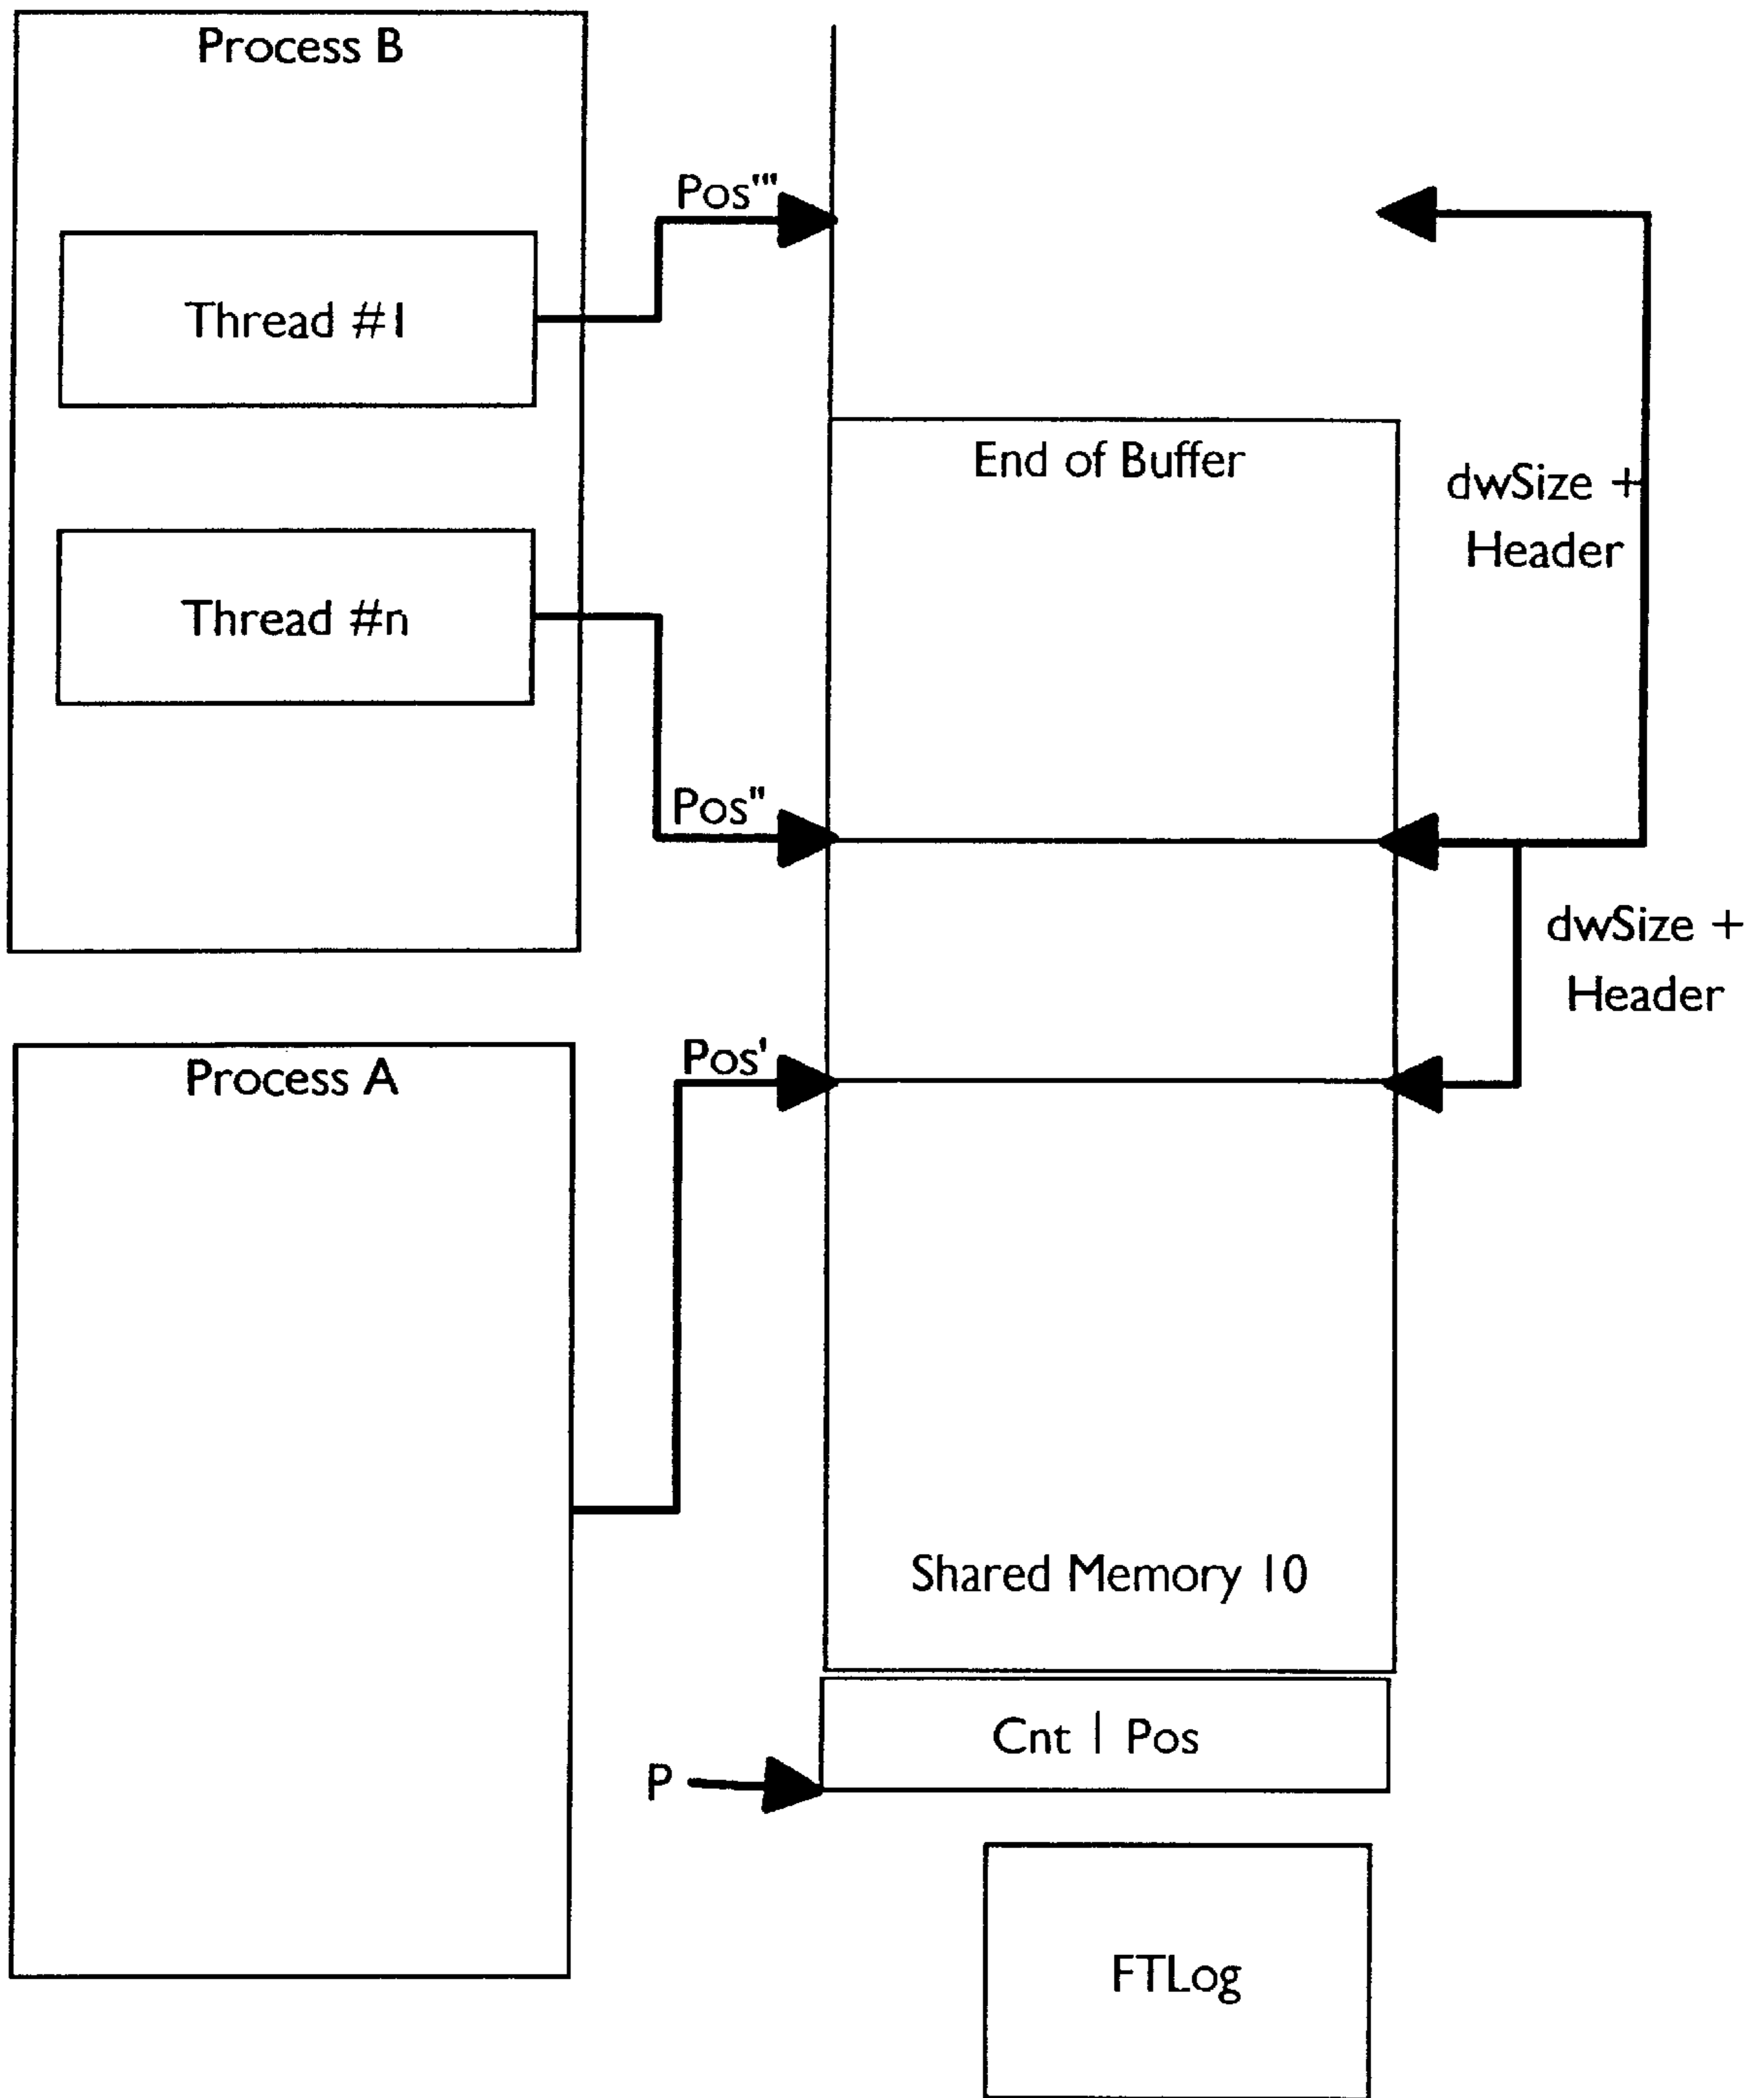 Process B
Pos'''
Thread #1
End of Buffer
dwSize +
Header
Thread #n
Pos''
dwSize +
Header
Pos'
Process A
Shared Memory 10
Cnt | Pos
P
FTLog